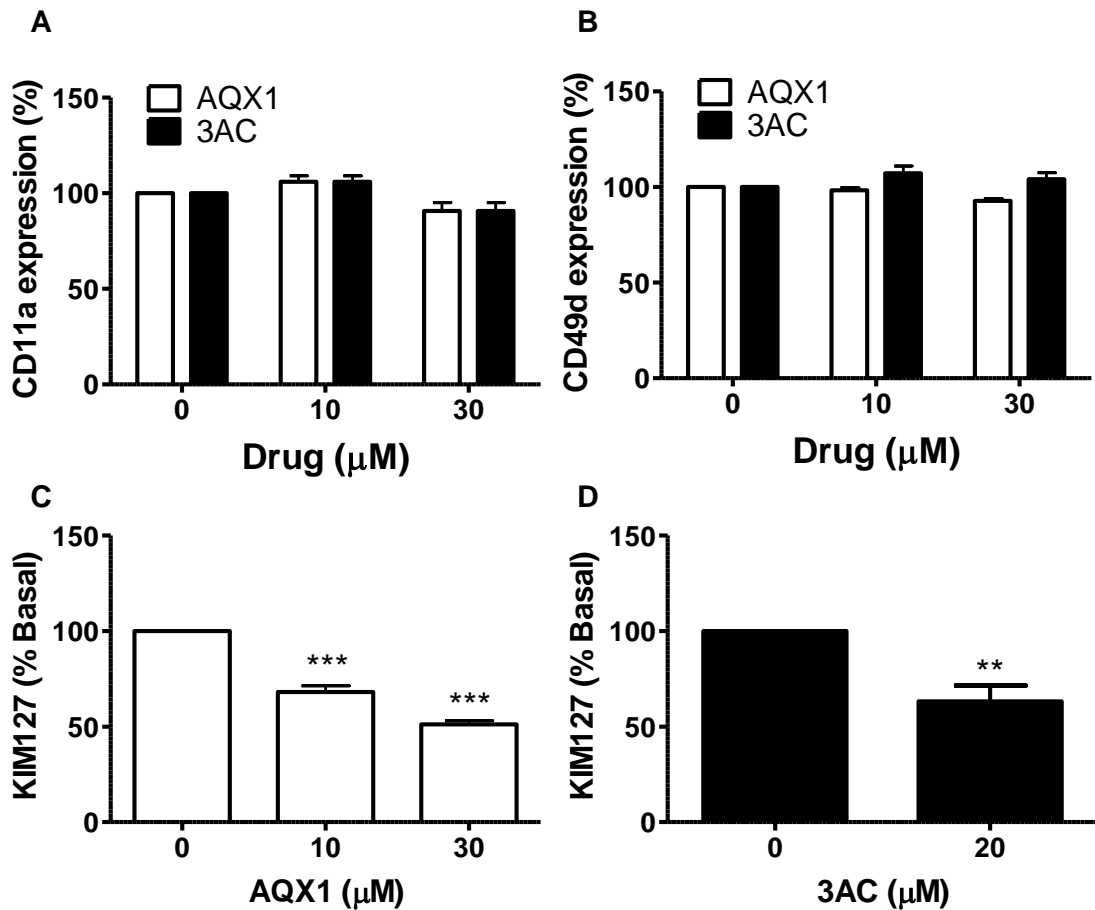 A
CD11a expression (%)
150
100
50
0
AQX1
3AC
0 10 30
Drug (μM)
B
CD49d expression (%)
150
100
50
0
AQX1
3AC
0 10 30
Drug (μM)
C
KIM127 (% Basal)
150
100
50
0
***
***
0 10 30
AQX1 (μM)
D
KIM127 (% Basal)
150
100
50
0
**
0 20
3AC (μM)